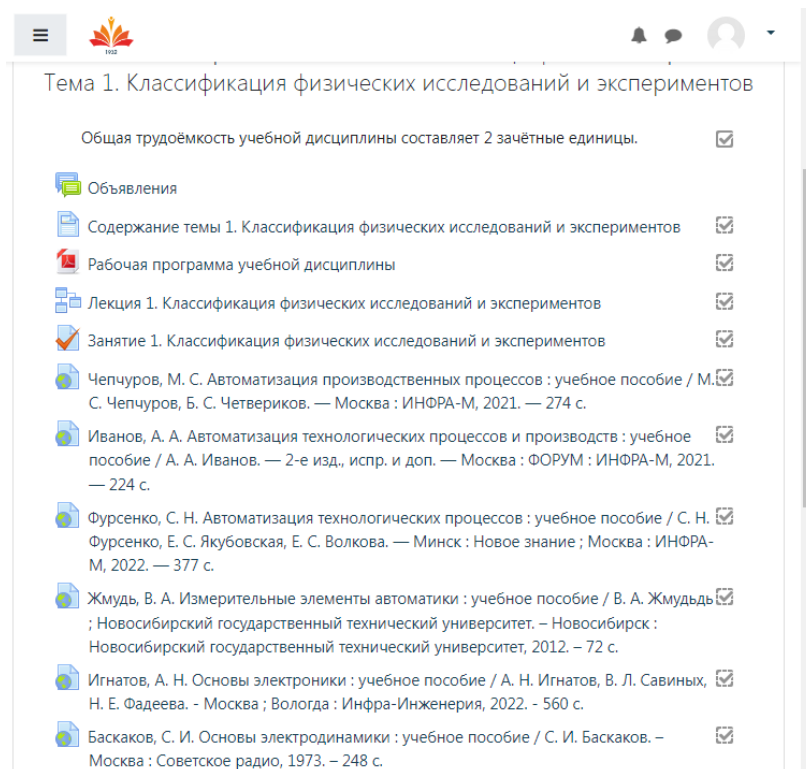 1932
Тема 1. Классификация физических исследований и экспериментов
Общая трудоёмкость учебной дисциплины составляет 2 зачётные единицы.
Объявления
Содержание темы 1. Классификация физических исследований и экспериментов
Рабочая программа учебной дисциплины
Лекция 1. Классификация физических исследований и экспериментов
Занятие 1. Классификация физических исследований и экспериментов
Чепчуров, М. С. Автоматизация производственных процессов : учебное пособие / М.
С. Чепчуров, Б. С. Четвериков. — Москва : ИНФРА-М, 2021. — 274 с.
Иванов, А. А. Автоматизация технологических процессов и производств : учебное
пособие / А. А. Иванов. — 2-е изд., испр. и доп. — Москва : ФОРУМ : ИНФРА-М, 2021.
— 224 с.
Фурсенко, С. Н. Автоматизация технологических процессов : учебное пособие / С. Н.
Фурсенко, Е. С. Якубовская, Е. С. Волкова. — Минск : Новое знание ; Москва : ИНФРА-
М, 2022. — 377 с.
Жмудь, В. А. Измерительные элементы автоматики : учебное пособие / В. А. Жмудьдь
; Новосибирский государственный технический университет. – Новосибирск :
Новосибирский государственный технический университет, 2012. – 72 с.
Игнатов, А. Н. Основы электроники : учебное пособие / А. Н. Игнатов, В. Л. Савиных,
Н. Е. Фадеева. - Москва ; Вологда : Инфра-Инженерия, 2022. - 560 с.
Баскаков, С. И. Основы электродинамики : учебное пособие / С. И. Баскаков. –
Москва : Советское радио, 1973. – 248 с.